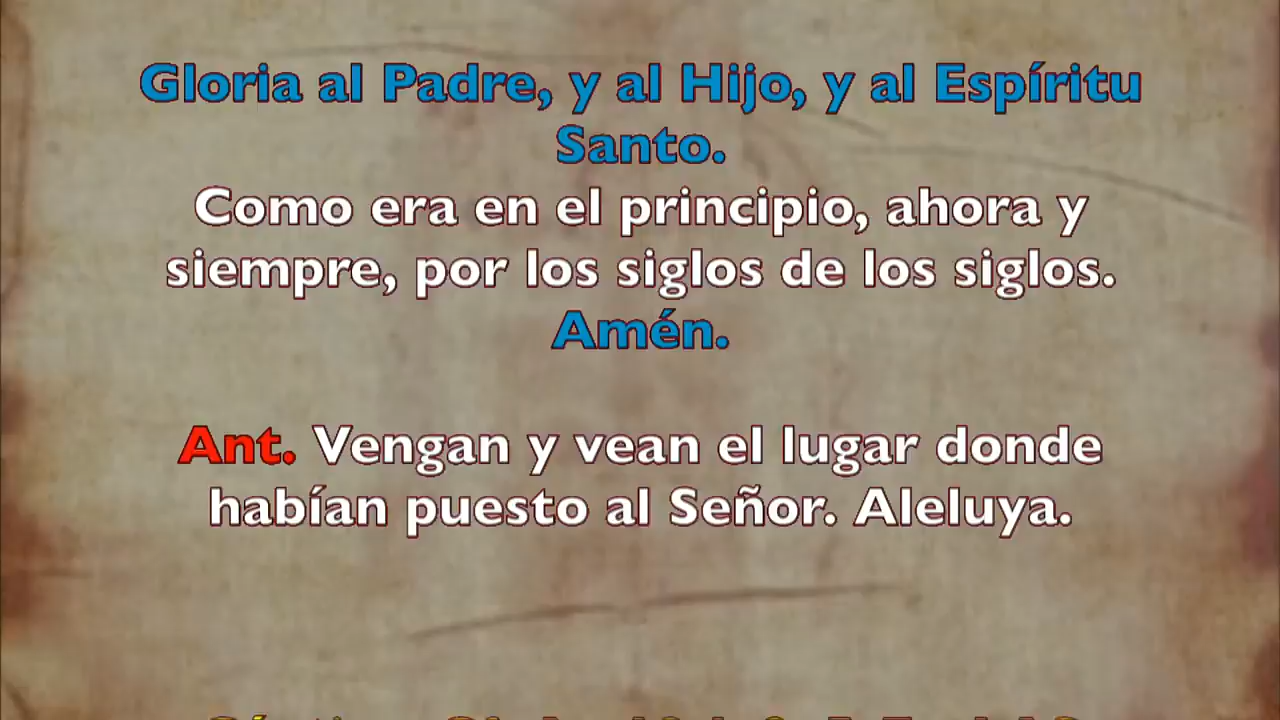 Gloria al Padre, y al Hijo, y al Espíritu
Santo.
Como era en el principio, ahora y
siempre, por los siglos de los siglos.
Amén.
Ant. Vengan y vean el lugar donde
habían puesto al Señor. Aleluya.